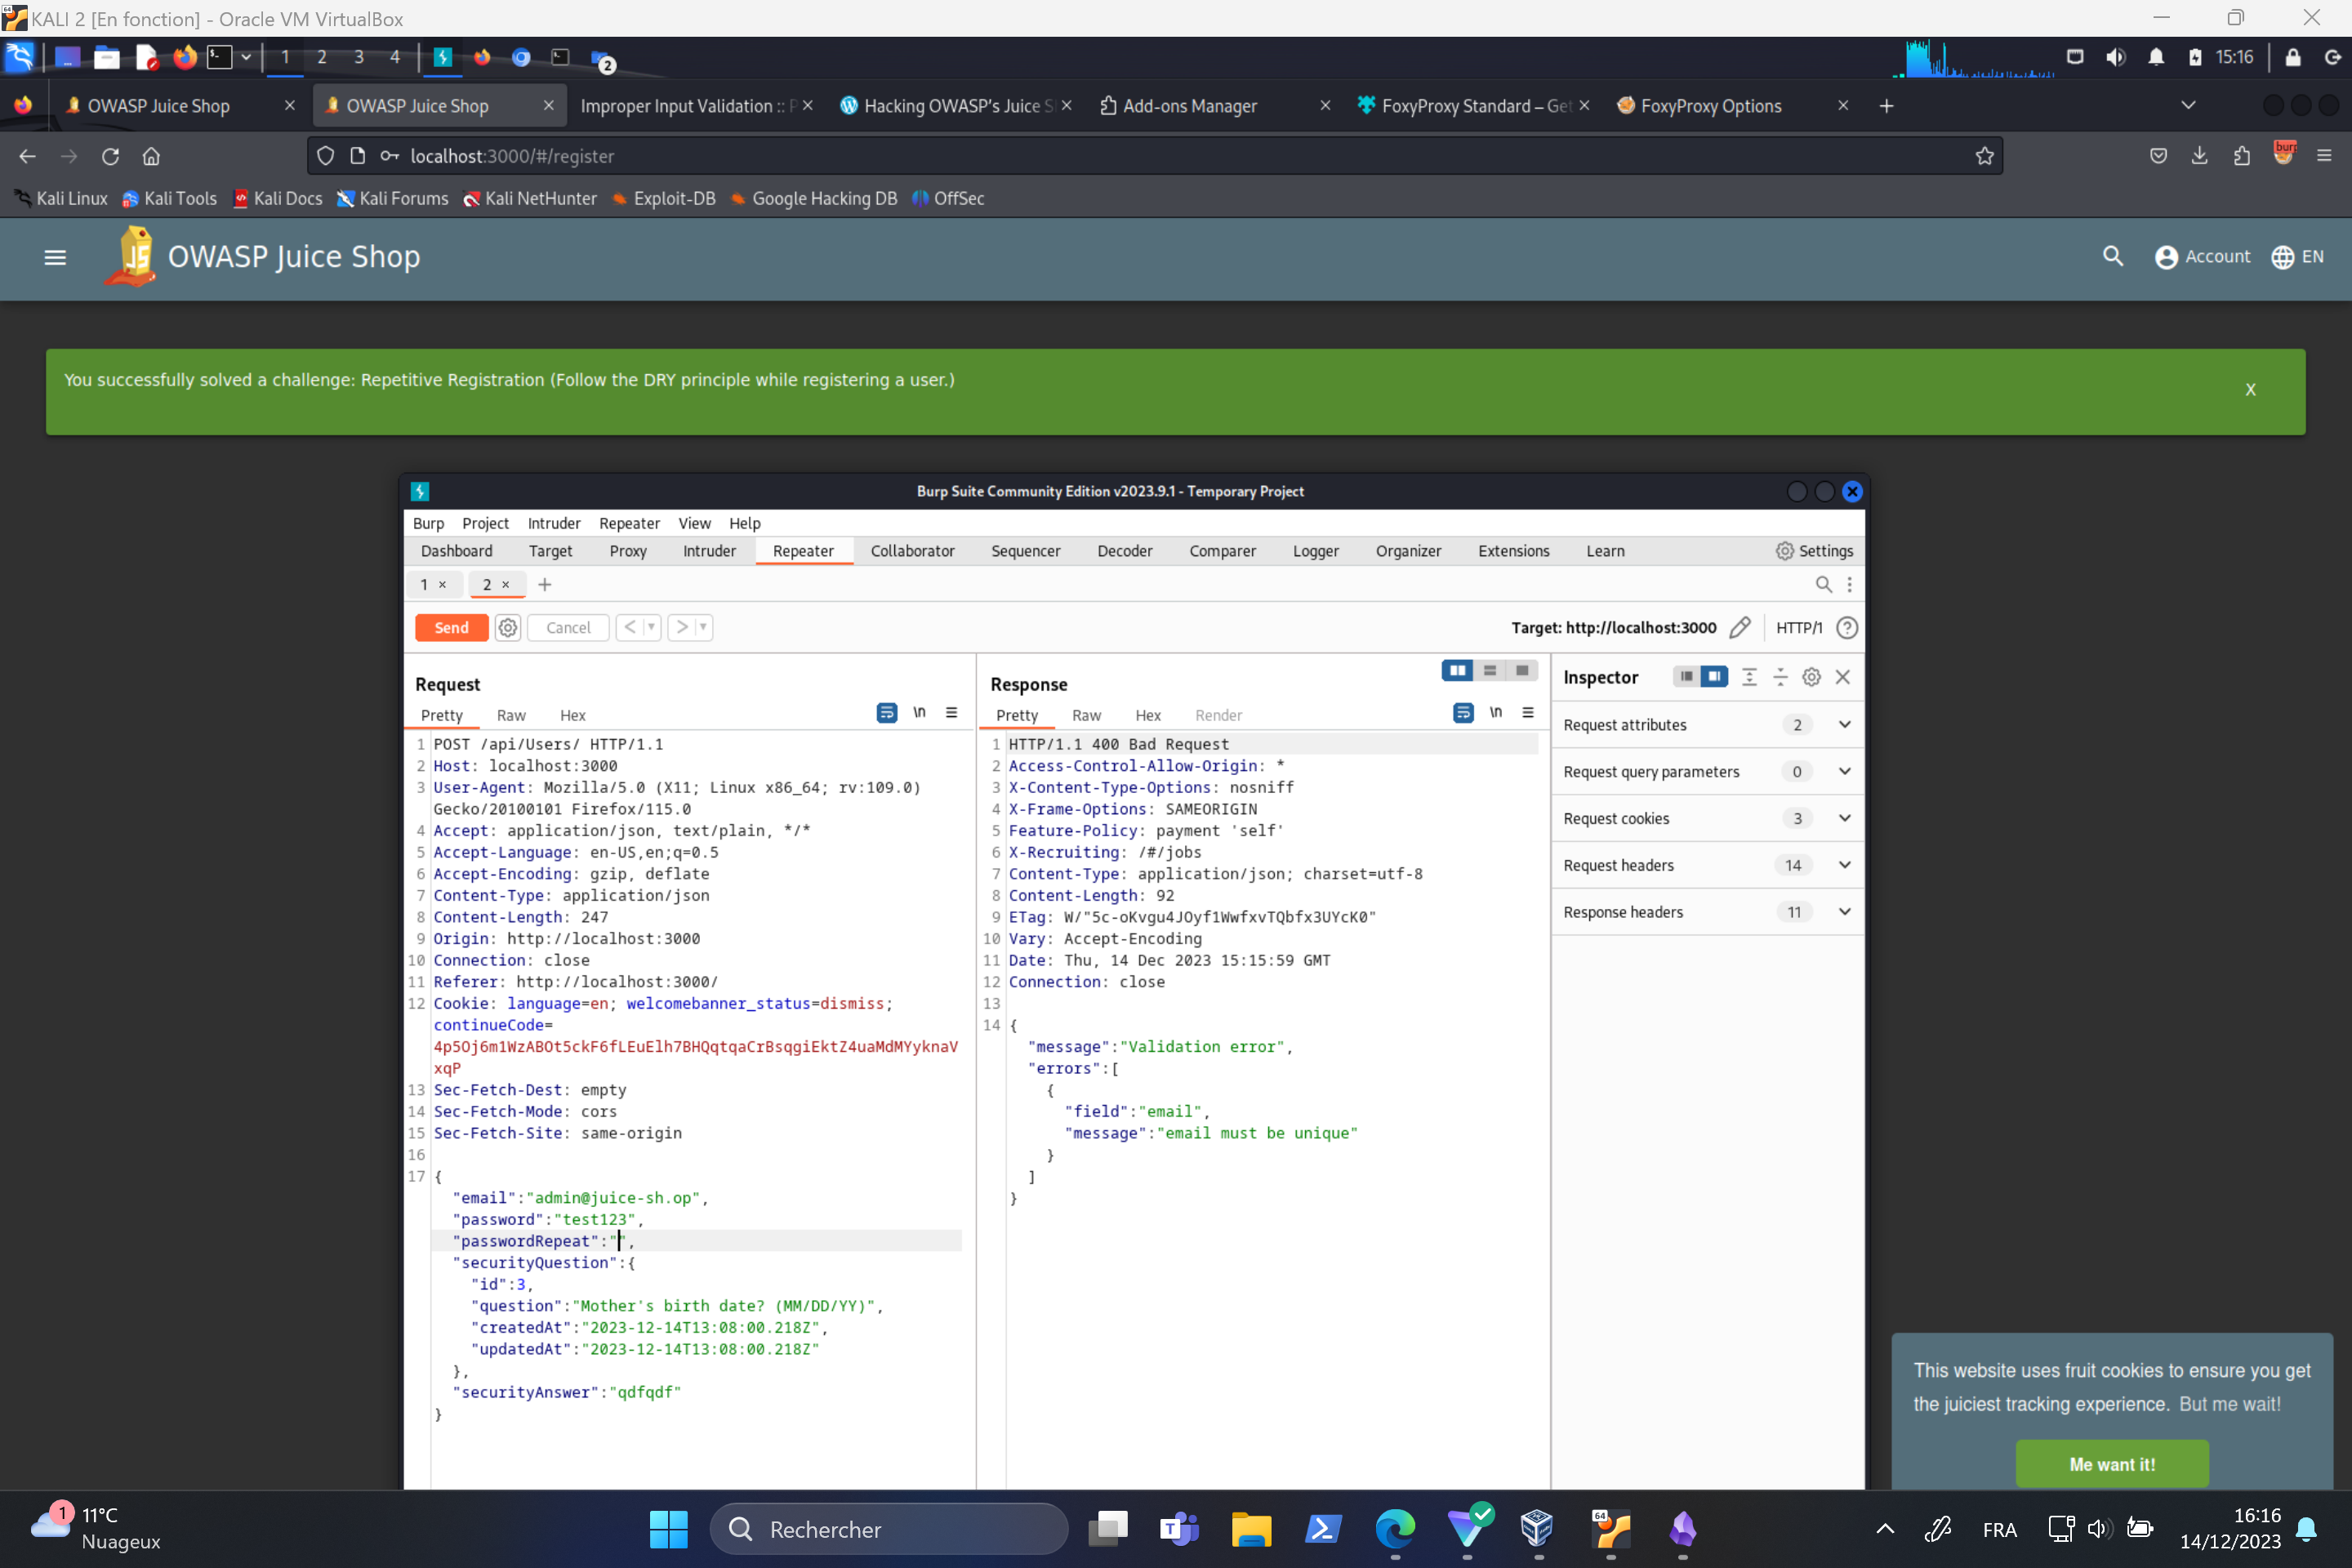 KALI 2 [En fonction] - Oracle VM VirtualBox
1 2 3 4
2
15:16
OWASP Juice Shop
OWASP Juice Shop
Improper Input Validation :: P
Hacking OWASP's Juice S
Add-ons Manager
FoxyProxy Standard – Get
FoxyProxy Options
localhost:3000/#/register
Kali Linux Kali Tools Kali Docs Kali Forums Kali NetHunter Exploit-DB Google Hacking DB OffSec
OWASP Juice Shop
Account EN
You successfully solved a challenge: Repetitive Registration (Follow the DRY principle while registering a user.)
X
Burp Suite Community Edition v2023.9.1 - Temporary Project
Burp Project Intruder Repeater View Help
Dashboard Target Proxy Intruder Repeater Collaborator Sequencer Decoder Comparer Logger Organizer Extensions Learn Settings
1 × 2 × +
Send Cancel < >
Target: http://localhost:3000 HTTP/1
Request
Pretty Raw Hex \n
1 POST /api/Users/ HTTP/1.1
2 Host: localhost:3000
3 User-Agent: Mozilla/5.0 (X11; Linux x86_64; rv:109.0)
Gecko/20100101 Firefox/115.0
4 Accept: application/json, text/plain, */*
5 Accept-Language: en-US,en;q=0.5
6 Accept-Encoding: gzip, deflate
7 Content-Type: application/json
8 Content-Length: 247
9 Origin: http://localhost:3000
10 Connection: close
11 Referer: http://localhost:3000/
12 Cookie: language=en; welcomebanner_status=dismiss;
continueCode=
4p5Oj6m1WzABOt5ckF6fLEuElh7BHQqtqaCrBsqgiEktZ4uaMdMYyknaV
xqP
13 Sec-Fetch-Dest: empty
14 Sec-Fetch-Mode: cors
15 Sec-Fetch-Site: same-origin
16
17 {
"email":"admin@juice-sh.op",
"password":"test123",
"passwordRepeat":"",
"securityQuestion":{
"id":3,
"question":"Mother's birth date? (MM/DD/YY)",
"createdAt":"2023-12-14T13:08:00.218Z",
"updatedAt":"2023-12-14T13:08:00.218Z"
},
"securityAnswer":"qdfqdf"
}
Response
Pretty Raw Hex Render \n
1 HTTP/1.1 400 Bad Request
2 Access-Control-Allow-Origin: *
3 X-Content-Type-Options: nosniff
4 X-Frame-Options: SAMEORIGIN
5 Feature-Policy: payment 'self'
6 X-Recruiting: /#/jobs
7 Content-Type: application/json; charset=utf-8
8 Content-Length: 92
9 ETag: W/"5c-oKvgu4JOyf1WwfxvTQbfx3UYcK0"
10 Vary: Accept-Encoding
11 Date: Thu, 14 Dec 2023 15:15:59 GMT
12 Connection: close
13
14 {
"message":"Validation error",
"errors":[
{
"field":"email",
"message":"email must be unique"
}
]
}
Inspector
Request attributes 2
Request query parameters 0
Request cookies 3
Request headers 14
Response headers 11
This website uses fruit cookies to ensure you get
the juiciest tracking experience. But me wait!
Me want it!
1
11°C
Nuageux
Rechercher
FRA
16:16
14/12/2023